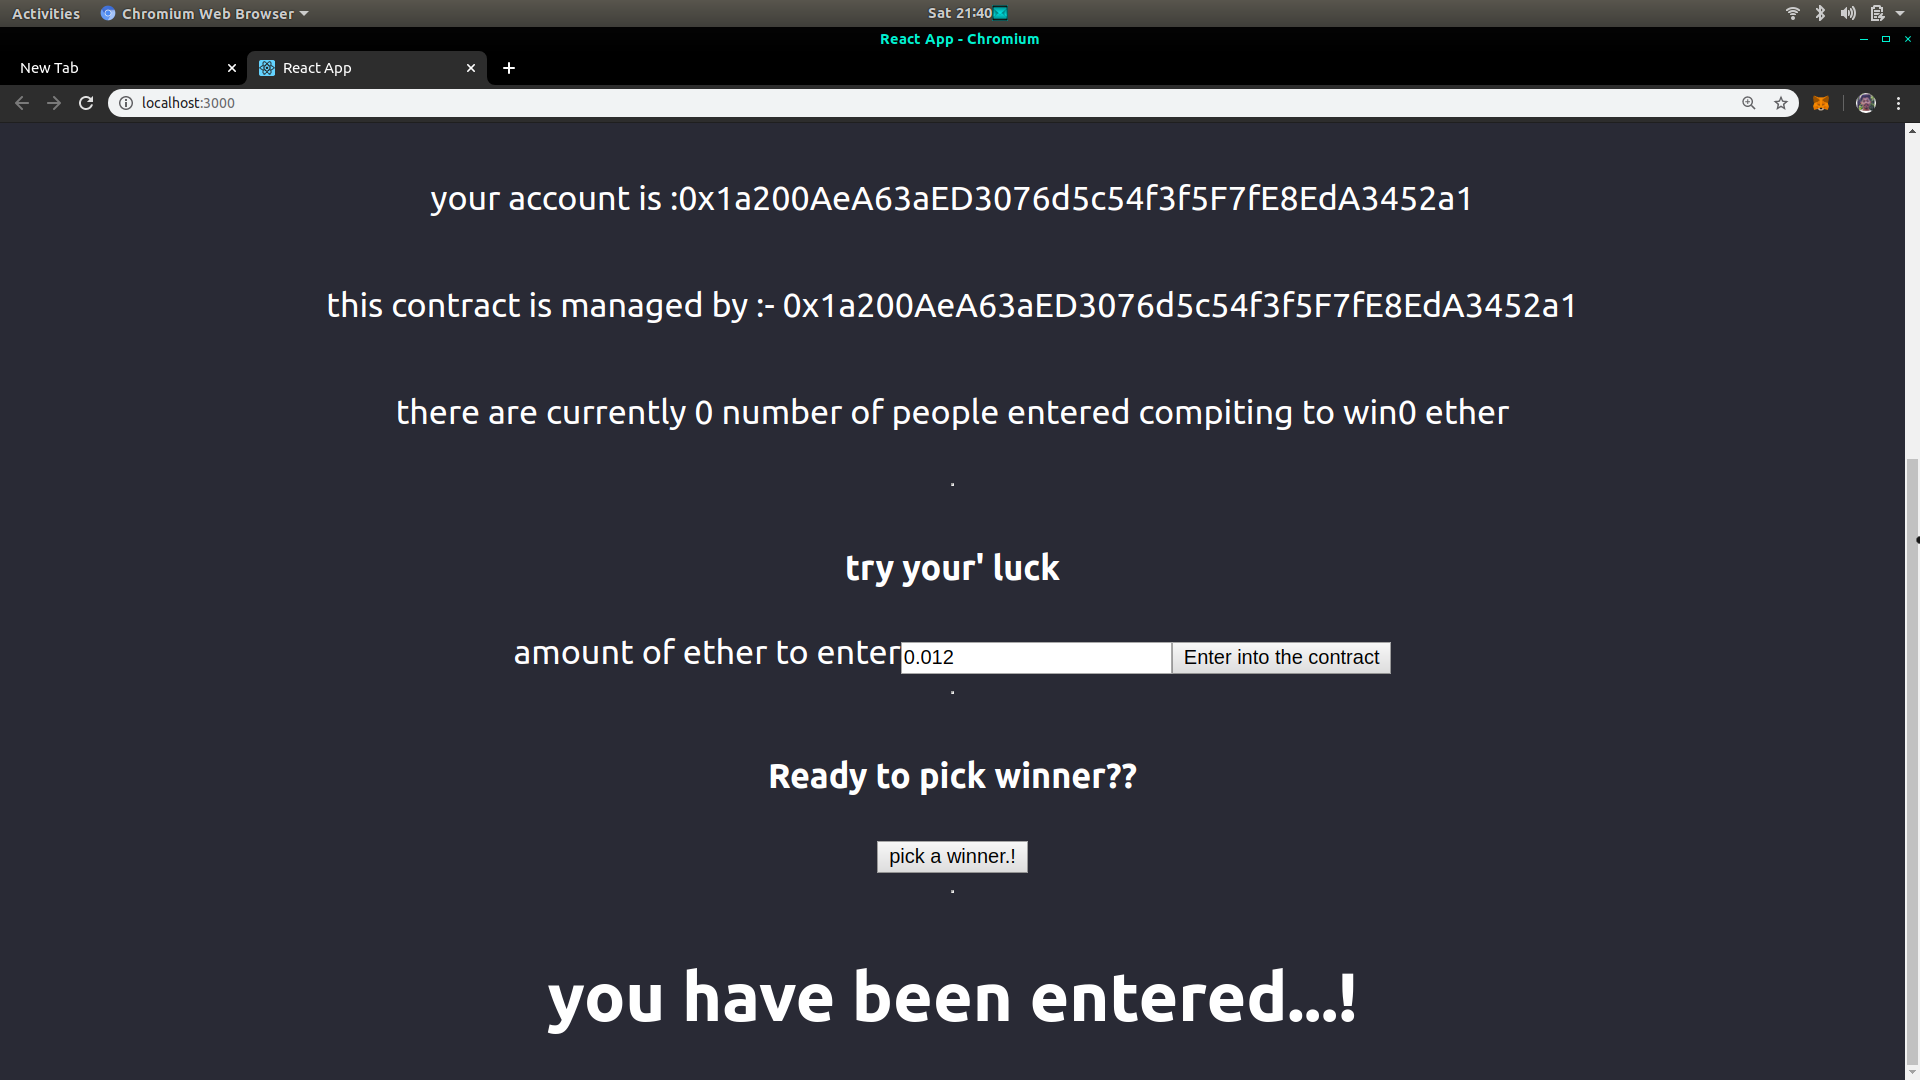 Activities Chromium Web Browser Sat 21:40
React App - Chromium
New Tab React App
localhost:3000
your account is :0x1a200AeA63aED3076d5c54f3f5F7fE8EdA3452a1
this contract is managed by :- 0x1a200AeA63aED3076d5c54f3f5F7fE8EdA3452a1
there are currently 0 number of people entered compiting to win0 ether
try your' luck
amount of ether to enter 0.012 Enter into the contract
Ready to pick winner??
pick a winner.!
you have been entered...!